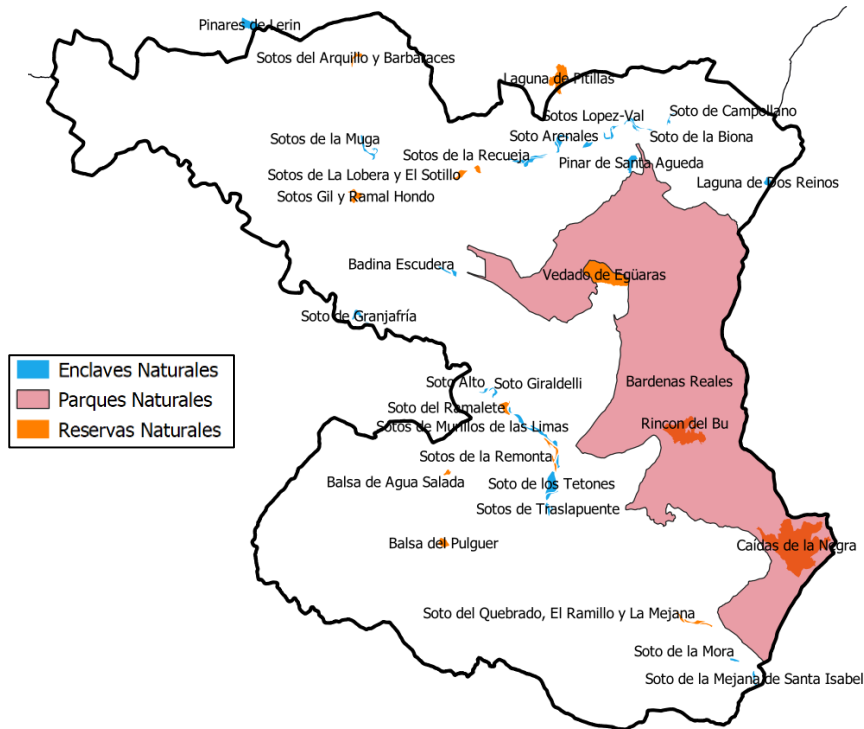 Pinares de Lerin
Sotos del Arquillo y Barbaraces
Laguna de Pitillas
Sotos Lopez-Val
Soto de Campollano
Sotos de la Muga
Soto Arenales
Soto de la Biona
Sotos de la Recueja
Pinar de Santa Agueda
Sotos de La Lobera y El Sotillo
Laguna de Dos Reinos
Sotos Gil y Ramal Hondo
Badina Escudera
Vedado de Egüaras
Soto de Granjafría
Enclaves Naturales
Parques Naturales
Reservas Naturales
Soto Alto
Soto Giraldelli
Bardenas Reales
Soto del Ramalete
Sotos de Murillos de las Limas
Rincon del Bu
Sotos de la Remonta
Balsa de Agua Salada
Soto de los Tetones
Sotos de Traslapuente
Balsa del Pulguer
Caídas de la Negra
Soto del Quebrado, El Ramillo y La Mejana
Soto de la Mora
Soto de la Mejana de Santa Isabel